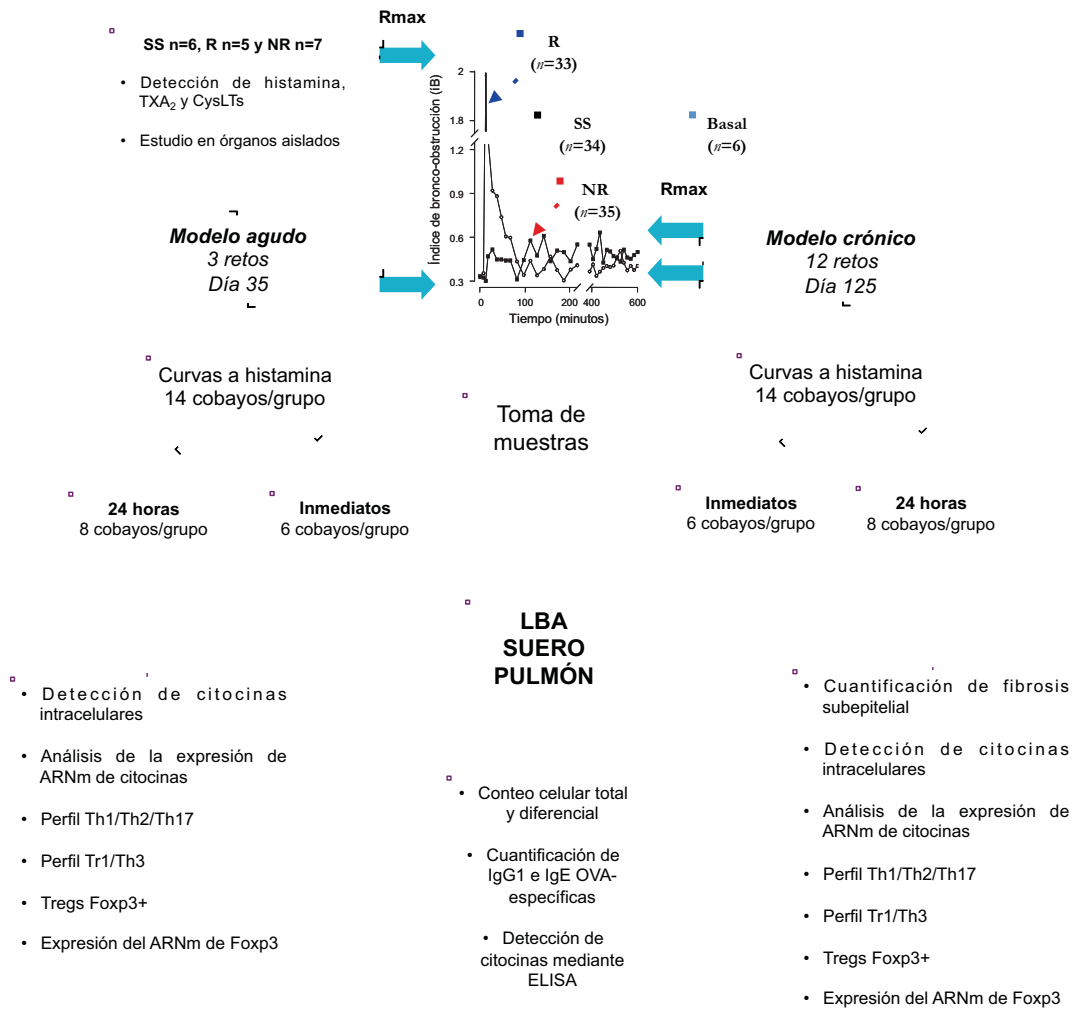 Rmax
SS n=6, R n=5 y NR n=7
• Detección de histamina,
TXA2 y CysLTs
• Estudio en órganos aislados
R
(n=33)
SS
(n=34)
NR
(n=35)
Basal
(n=6)
Rmax
Índice de bronco-obstrucción (iB)
2
1.8
1.2
0.9
0.6
0.3
0
100
200
400
600
Tiempo (minutos)
Modelo agudo
3 retos
Día 35
Modelo crónico
12 retos
Día 125
Curvas a histamina
14 cobayos/grupo
Toma de
muestras
Curvas a histamina
14 cobayos/grupo
24 horas
8 cobayos/grupo
Inmediatos
6 cobayos/grupo
Inmediatos
6 cobayos/grupo
24 horas
8 cobayos/grupo
LBA
SUERO
PULMÓN
• Detección de citocinas
intracelulares
• Análisis de la expresión de
ARNm de citocinas
• Perfil Th1/Th2/Th17
• Perfil Tr1/Th3
• Tregs Foxp3+
• Expresión del ARNm de Foxp3
• Conteo celular total
y diferencial
• Cuantificación de
IgG1 e IgE OVA-
específicas
• Detección de
citocinas mediante
ELISA
• Cuantificación de fibrosis
subepitelial
• Detección de citocinas
intracelulares
• Análisis de la expresión de
ARNm de citocinas
• Perfil Th1/Th2/Th17
• Perfil Tr1/Th3
• Tregs Foxp3+
• Expresión del ARNm de Foxp3